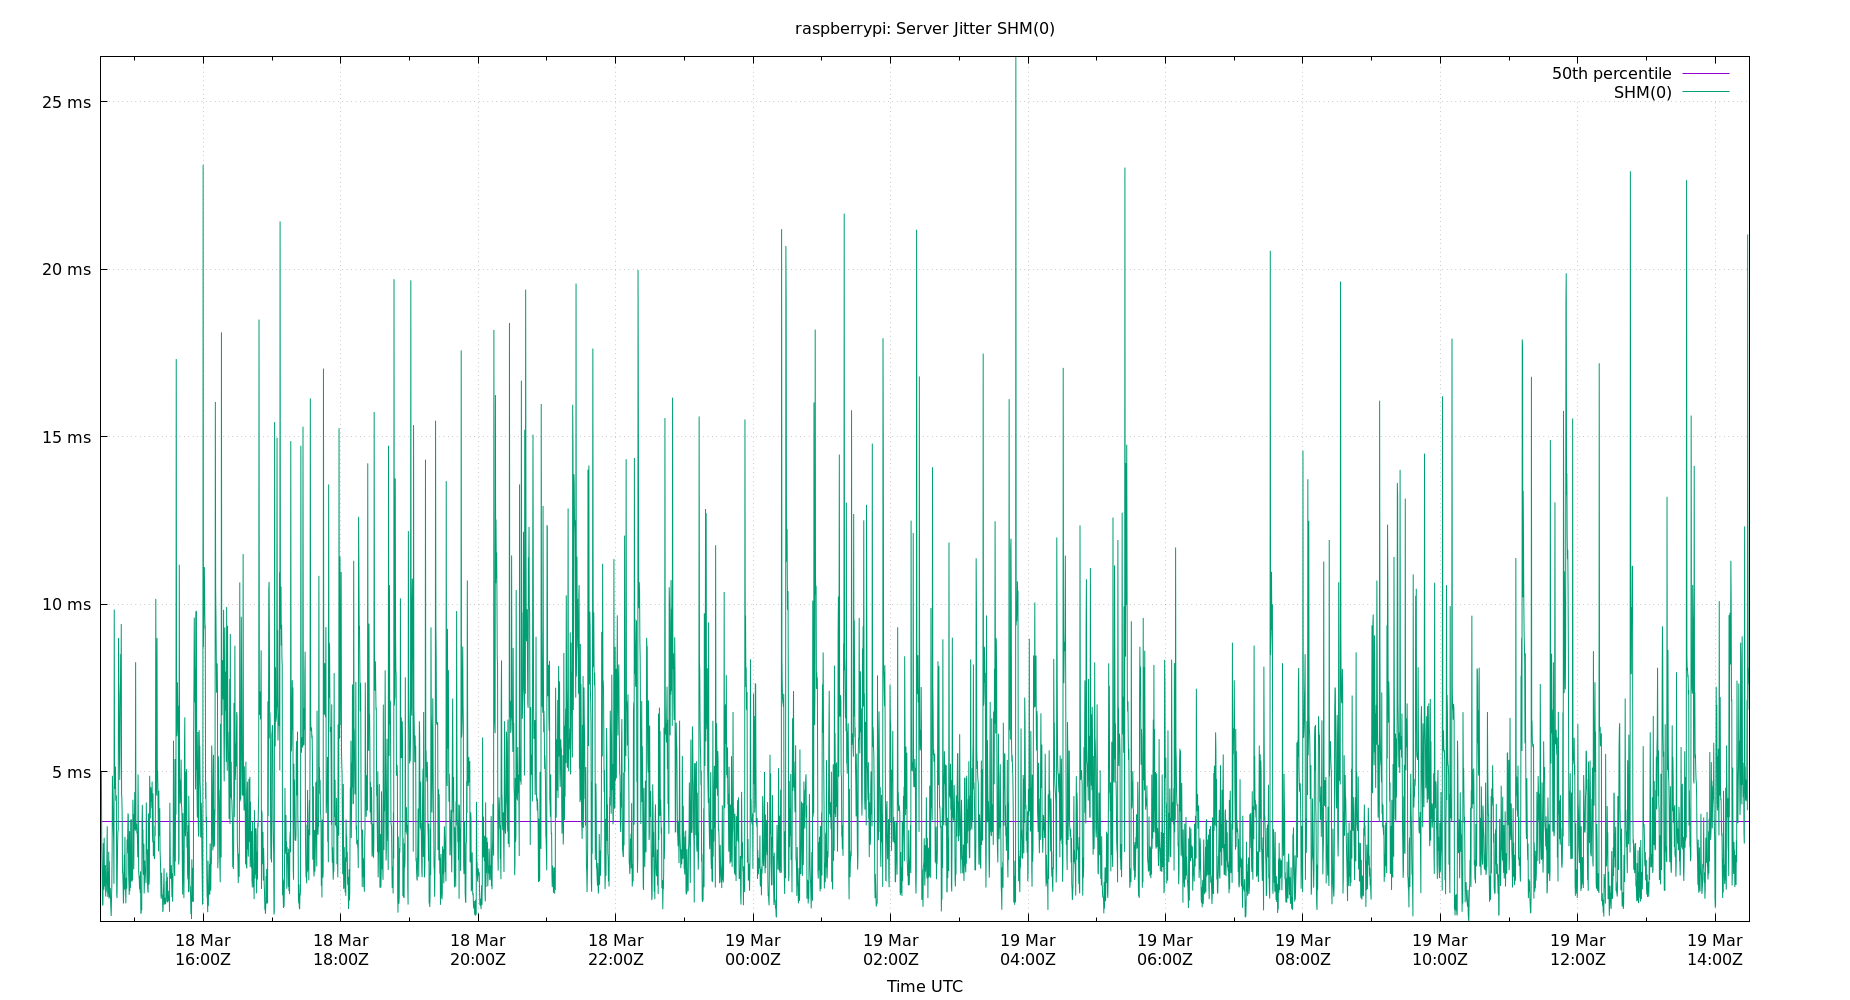 raspberrypi: Server Jitter SHM(0)
50th percentile
SHM(0)
25 ms
20 ms
15 ms
10 ms
5 ms
18 Mar 18 Mar 18 Mar 18 Mar 19 Mar 19 Mar 19 Mar 19 Mar 19 Mar 19 Mar 19 Mar 19 Mar
16:00Z 18:00Z 20:00Z 22:00Z 00:00Z 02:00Z 04:00Z 06:00Z 08:00Z 10:00Z 12:00Z 14:00Z
Time UTC